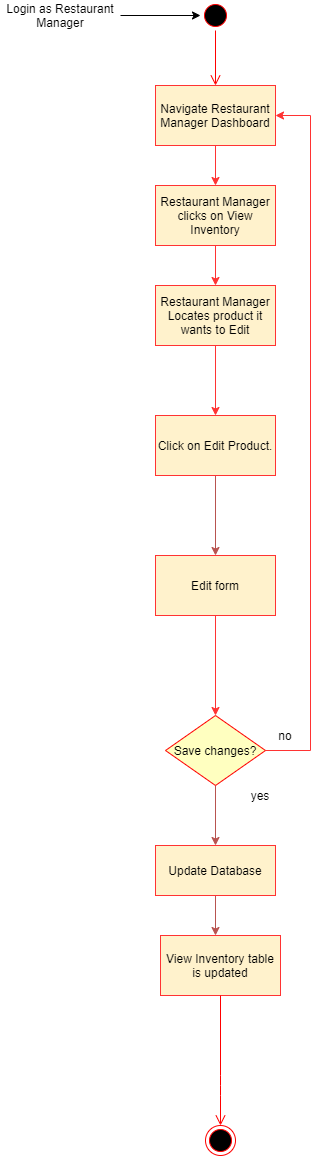 Login as Restaurant
Manager
Navigate Restaurant
Manager Dashboard
Restaurant Manager
clicks on View
Inventory
Restaurant Manager
Locates product it
wants to Edit
Click on Edit Product.
Edit form
Save changes?
no
yes
Update Database
View Inventory table
is updated